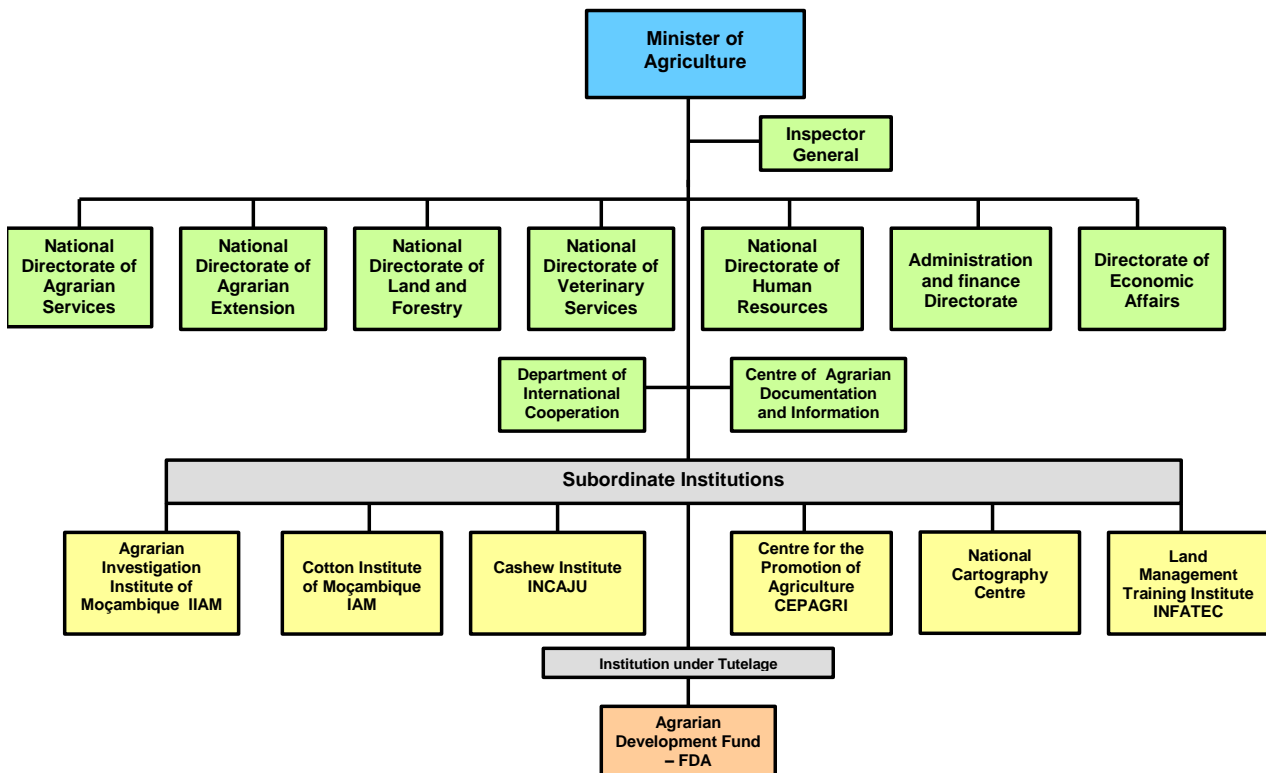 Minister of
Agriculture
Inspector
General
National
Directorate of
Agrarian
Services
National
Directorate of
Agrarian
Extension
National
Directorate of
Land and
Forestry
National
Directorate of
Veterinary
Services
National
Directorate of
Human
Resources
Administration
and finance
Directorate
Directorate of
Economic
Affairs
Department of
International
Cooperation
Centre of Agrarian
Documentation
and Information
Subordinate Institutions
Agrarian
Investigation
Institute of
Moçambique IIAM
Cotton Institute
of Moçambique
IAM
Cashew Institute
INCAJU
Centre for the
Promotion of
Agriculture
CEPAGRI
National
Cartography
Centre
Land
Management
Training Institute
INFATEC
Institution under Tutelage
Agrarian
Development Fund
– FDA